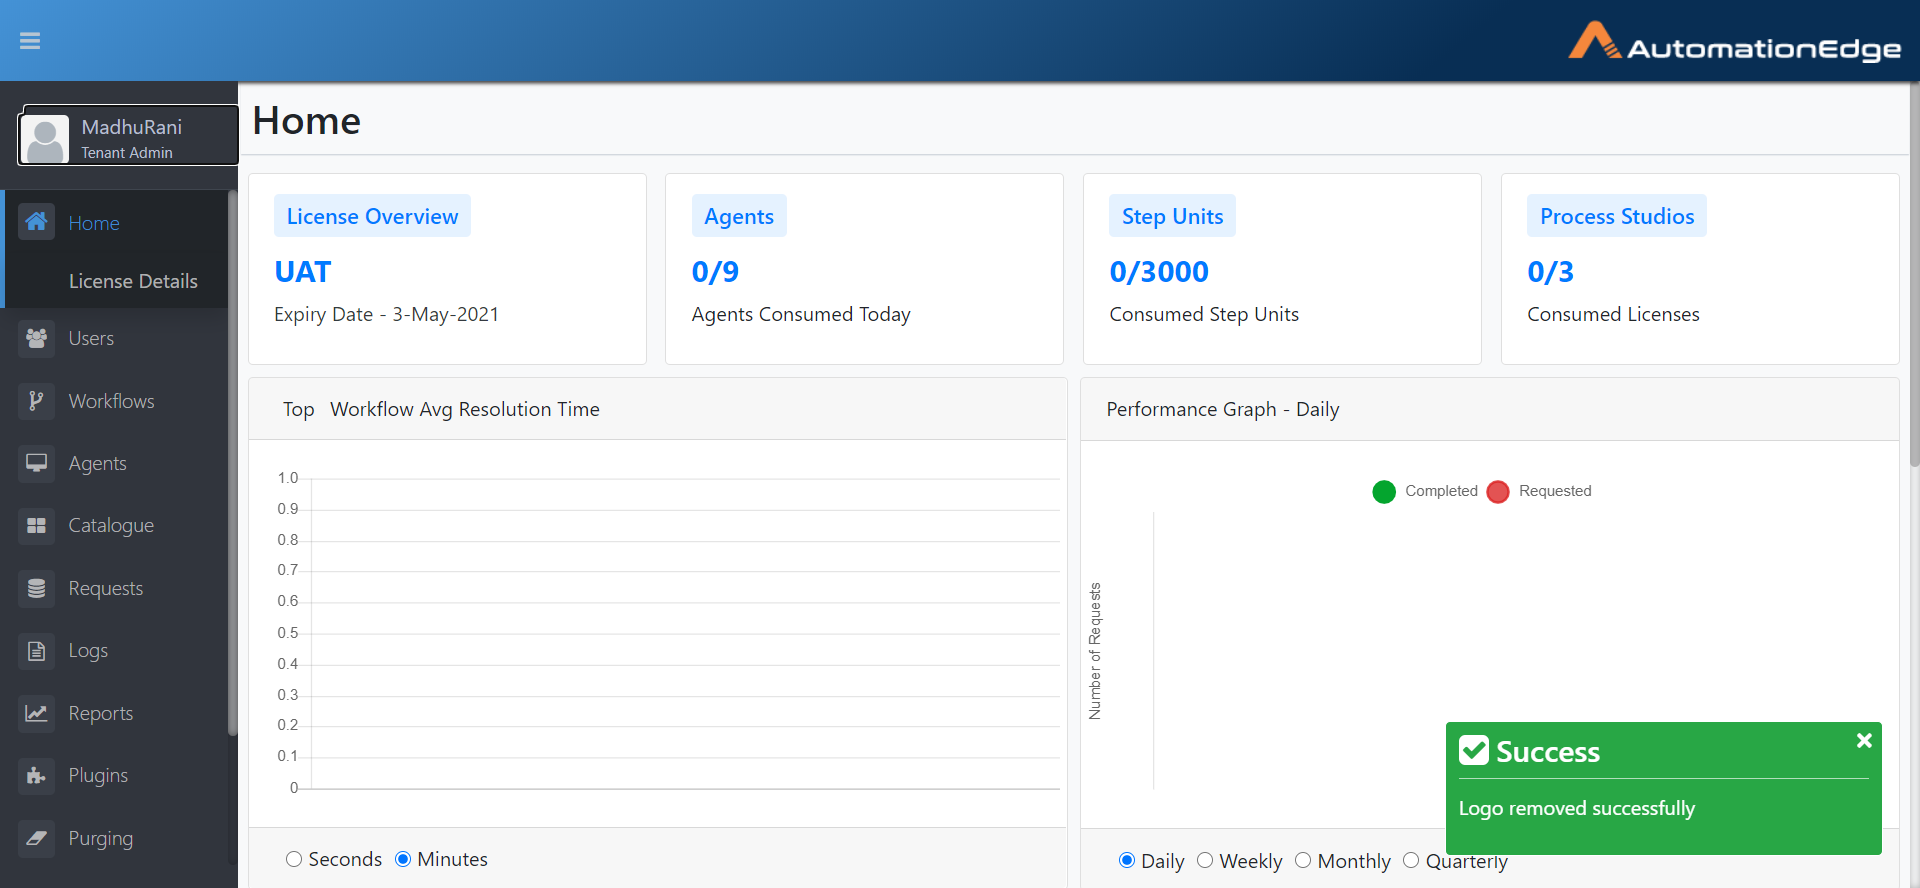 AutomationEdge
MadhuRani
Tenant Admin
Home
License Details
Users
Workflows
Agents
Catalogue
Requests
Logs
Reports
Plugins
Purging
Home
License Overview
UAT
Expiry Date - 3-May-2021
Agents
0/9
Agents Consumed Today
Step Units
0/3000
Consumed Step Units
Process Studios
0/3
Consumed Licenses
Top Workflow Avg Resolution Time
1.0
0.9
0.8
0.7
0.6
0.5
0.4
0.3
0.2
0.1
0
Seconds Minutes
Performance Graph - Daily
Completed Requested
Number of Requests
Daily Weekly Monthly Quarterly
Success
Logo removed successfully